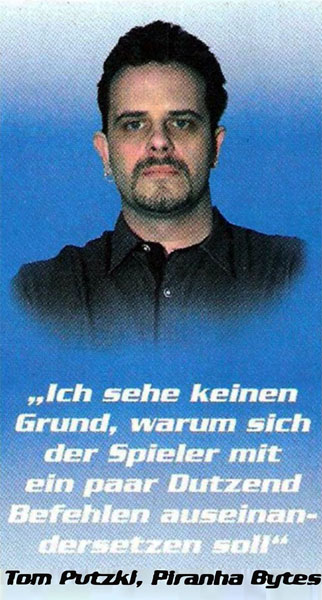 „Ich sehe keinen
Grund, warum sich
der Spieler mit
ein paar Dutzend
Befehlen auseinan-
dersetzen soll“
Tom Putzki, Piranha Bytes